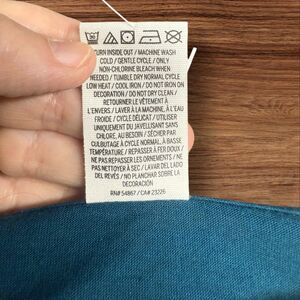 TURN INSIDE OUT / MACHINE WASH
COLD / GENTLE CYCLE / ONLY
NON-CHLORINE BLEACH WHEN
NEEDED / TUMBLE DRY NORMAL CYCLE
LOW HEAT / COOL IRON / DO NOT IRON ON
DECORATION / DO NOT DRY CLEAN /
RETOURNER LE VÊTEMENT À
L'ENVERS / LAVER À LA MACHINE, À L'EAU
FROIDE / CYCLE DÉLICAT / UTILISER
UNIQUEMENT DU JAVELLISANT SANS
CHLORE, AU BESOIN / SÉCHER PAR
CULBUTAGE À CYCLE NORMAL, À BASSE
TEMPÉRATURE / REPASSER À FER DOUX /
NE PAS REPASSER LES ORNEMENTS / NE
PAS NETTOYER À SEC / LAVAR DEL LADO
DEL REVÉS / NO PLANCHAR SOBRE LA
DECORACIÓN
RN# 54867 / CA# 23226